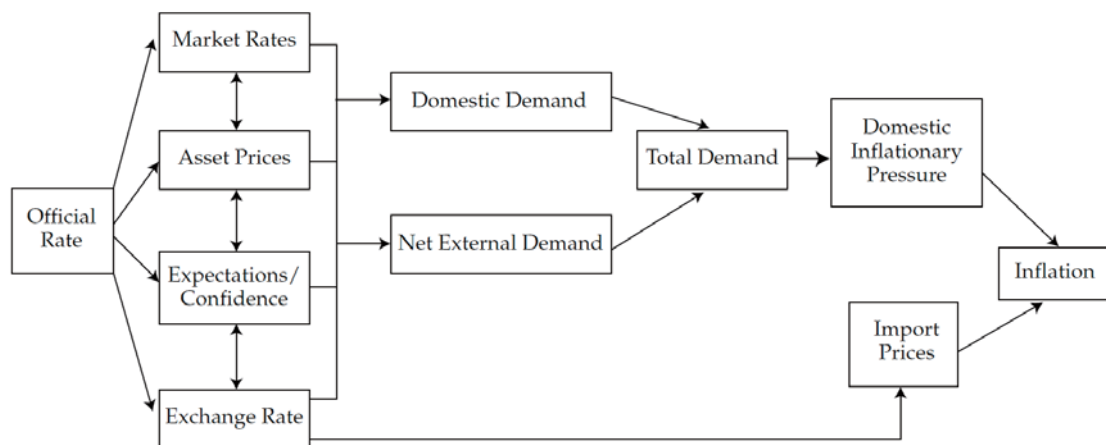 Market Rates
Asset Prices
Official
Rate
Expectations/
Confidence
Exchange Rate
Domestic Demand
Net External Demand
Total Demand
Domestic
Inflationary
Pressure
Import
Prices
Inflation